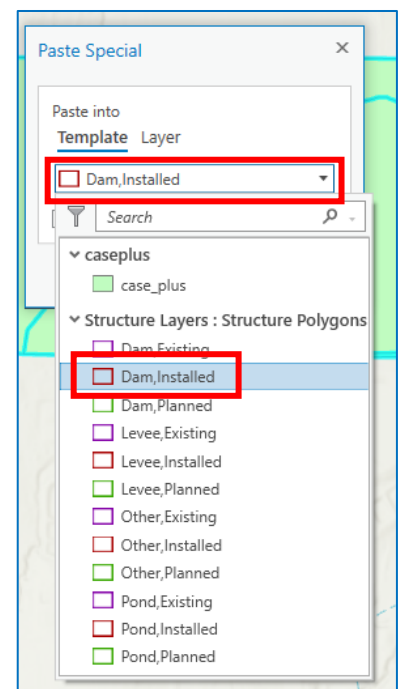 Paste Special
Paste into
Template Layer
Dam,Installed
Search
caseplus
case_plus
Structure Layers : Structure Polygons
Dam,Existing
Dam,Installed
Dam,Planned
Levee,Existing
Levee,Installed
Levee,Planned
Other,Existing
Other,Installed
Other,Planned
Pond,Existing
Pond,Installed
Pond,Planned